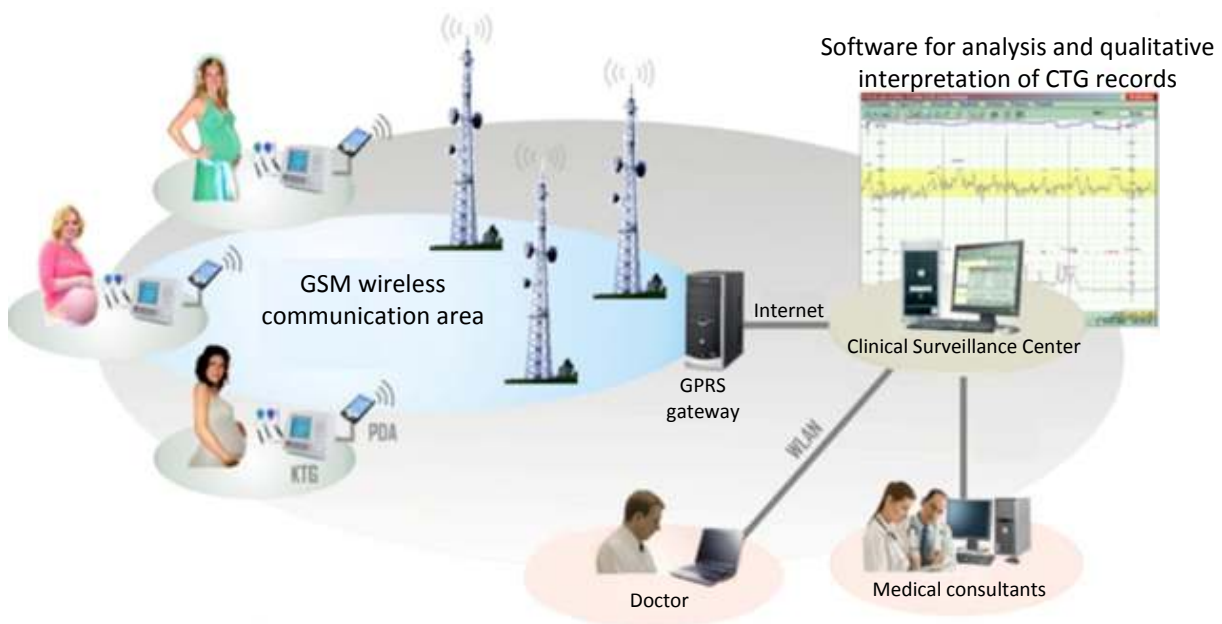 Software for analysis and qualitative
interpretation of CTG records
GSM wireless
communication area
Internet
Clinical Surveillance Center
GPRS
gateway
PDA
KTG
WLAN
Doctor
Medical consultants